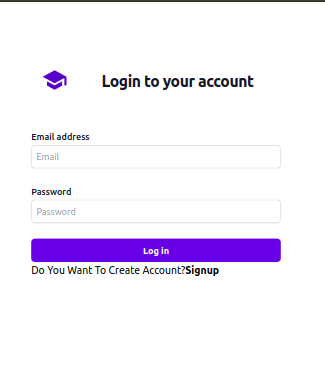 Login to your account
Email address
Email
Password
Password
Log in
Do You Want To Create Account?Signup